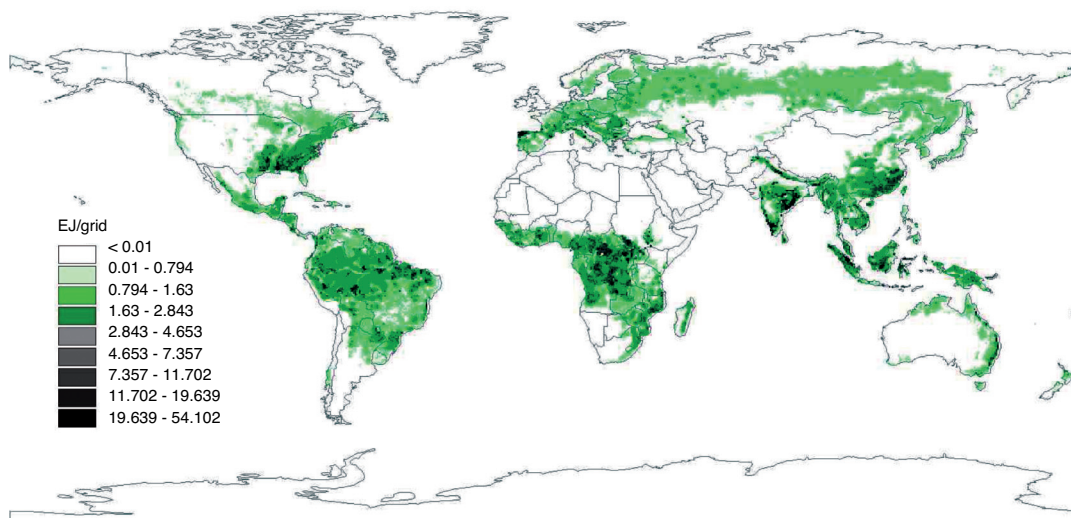 EJ/grid
< 0.01
0.01 - 0.794
0.794 - 1.63
1.63 - 2.843
2.843 - 4.653
4.653 - 7.357
7.357 - 11.702
11.702 - 19.639
19.639 - 54.102